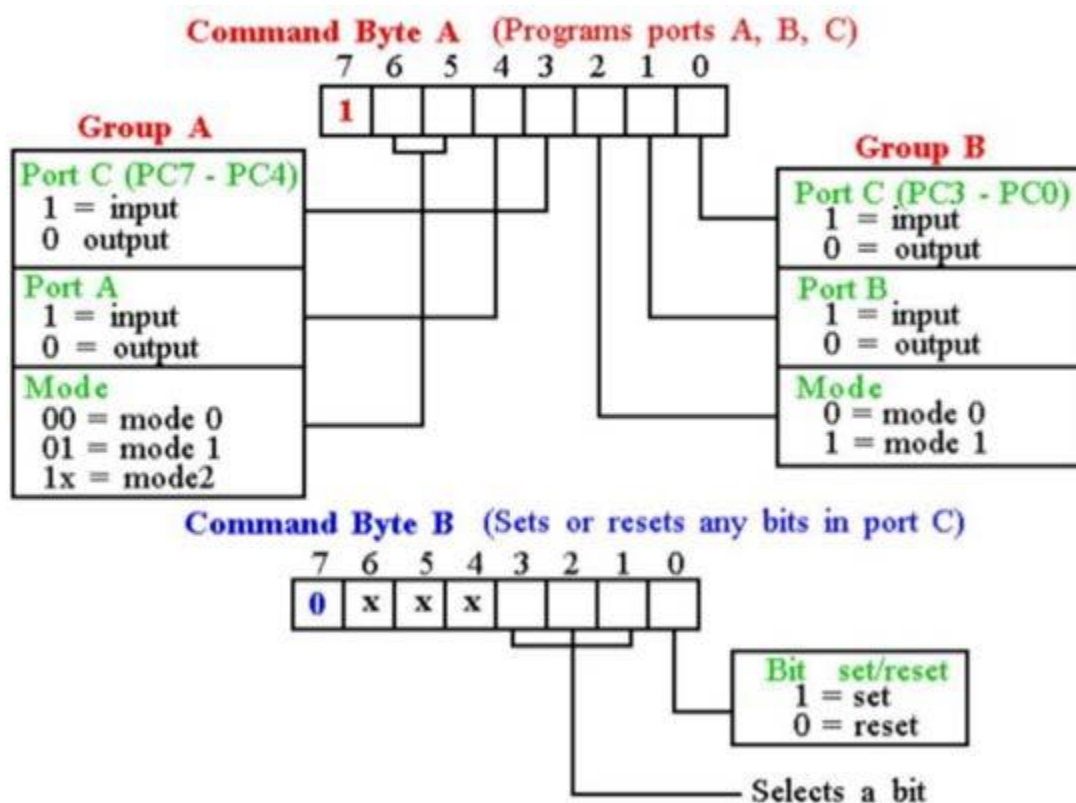 Command Byte A (Programs ports A, B, C)
7 6 5 4 3 2 1 0
1
Group A
Port C (PC7 - PC4)
1 = input
0 output
Port A
1 = input
0 = output
Mode
00 = mode 0
01 = mode 1
1x = mode2
Group B
Port C (PC3 - PC0)
1 = input
0 = output
Port B
1 = input
0 = output
Mode
0 = mode 0
1 = mode 1
Command Byte B (Sets or resets any bits in port C)
7 6 5 4 3 2 1 0
0 x x x
Bit set/reset
1 = set
0 = reset
Selects a bit